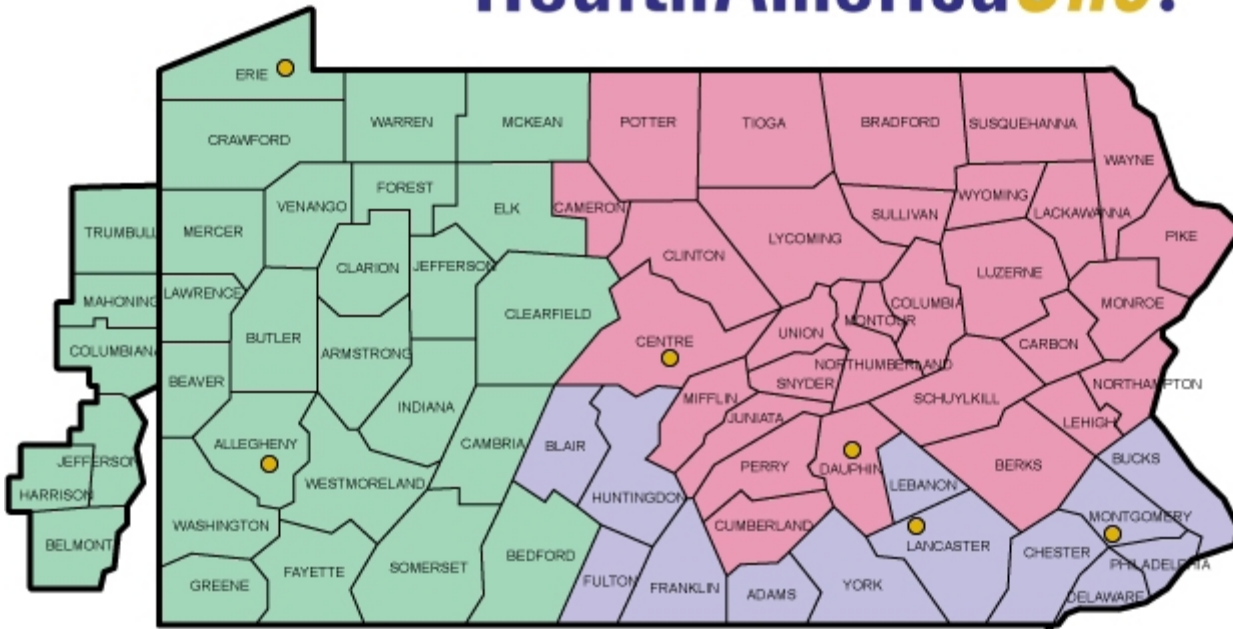 HealthAmericaOne.
ERIE
WARREN
MCKEAN
POTTER
TIOGA
BRADFORD
SUSQUEHANNA
CRAWFORD
WAYNE
FOREST
VENANGO
ELK
CAMERON
SULLIVAN
WYOMING
LACKAWANNA
TRUMBULL
MERCER
LYCOMING
PIKE
CLINTON
CLARION
JEFFERSON
LUZERNE
MAHONING
LAWRENCE
COLUMBIA
MONROE
CLEARFIELD
MONTOUR
UNION
BUTLER
CENTRE
CARBON
COLUMBIANA
ARMSTRONG
NORTHUMBERLAND
BEAVER
SNYDER
NORTHAMPTON
MIFFLIN
SCHUYLKILL
INDIANA
JUNIATA
LEHIGH
ALLEGHENY
CAMBRIA
BLAIR
BUCKS
JEFFERSON
PERRY
DAUPHIN
BERKS
WESTMORELAND
LEBANON
HARRISON
HUNTINGDON
MONTGOMERY
WASHINGTON
CUMBERLAND
BELMONT
LANCASTER
BEDFORD
CHESTER
PHILADELPHIA
SOMERSET
FAYETTE
GREENE
FULTON
FRANKLIN
ADAMS
YORK
DELAWARE